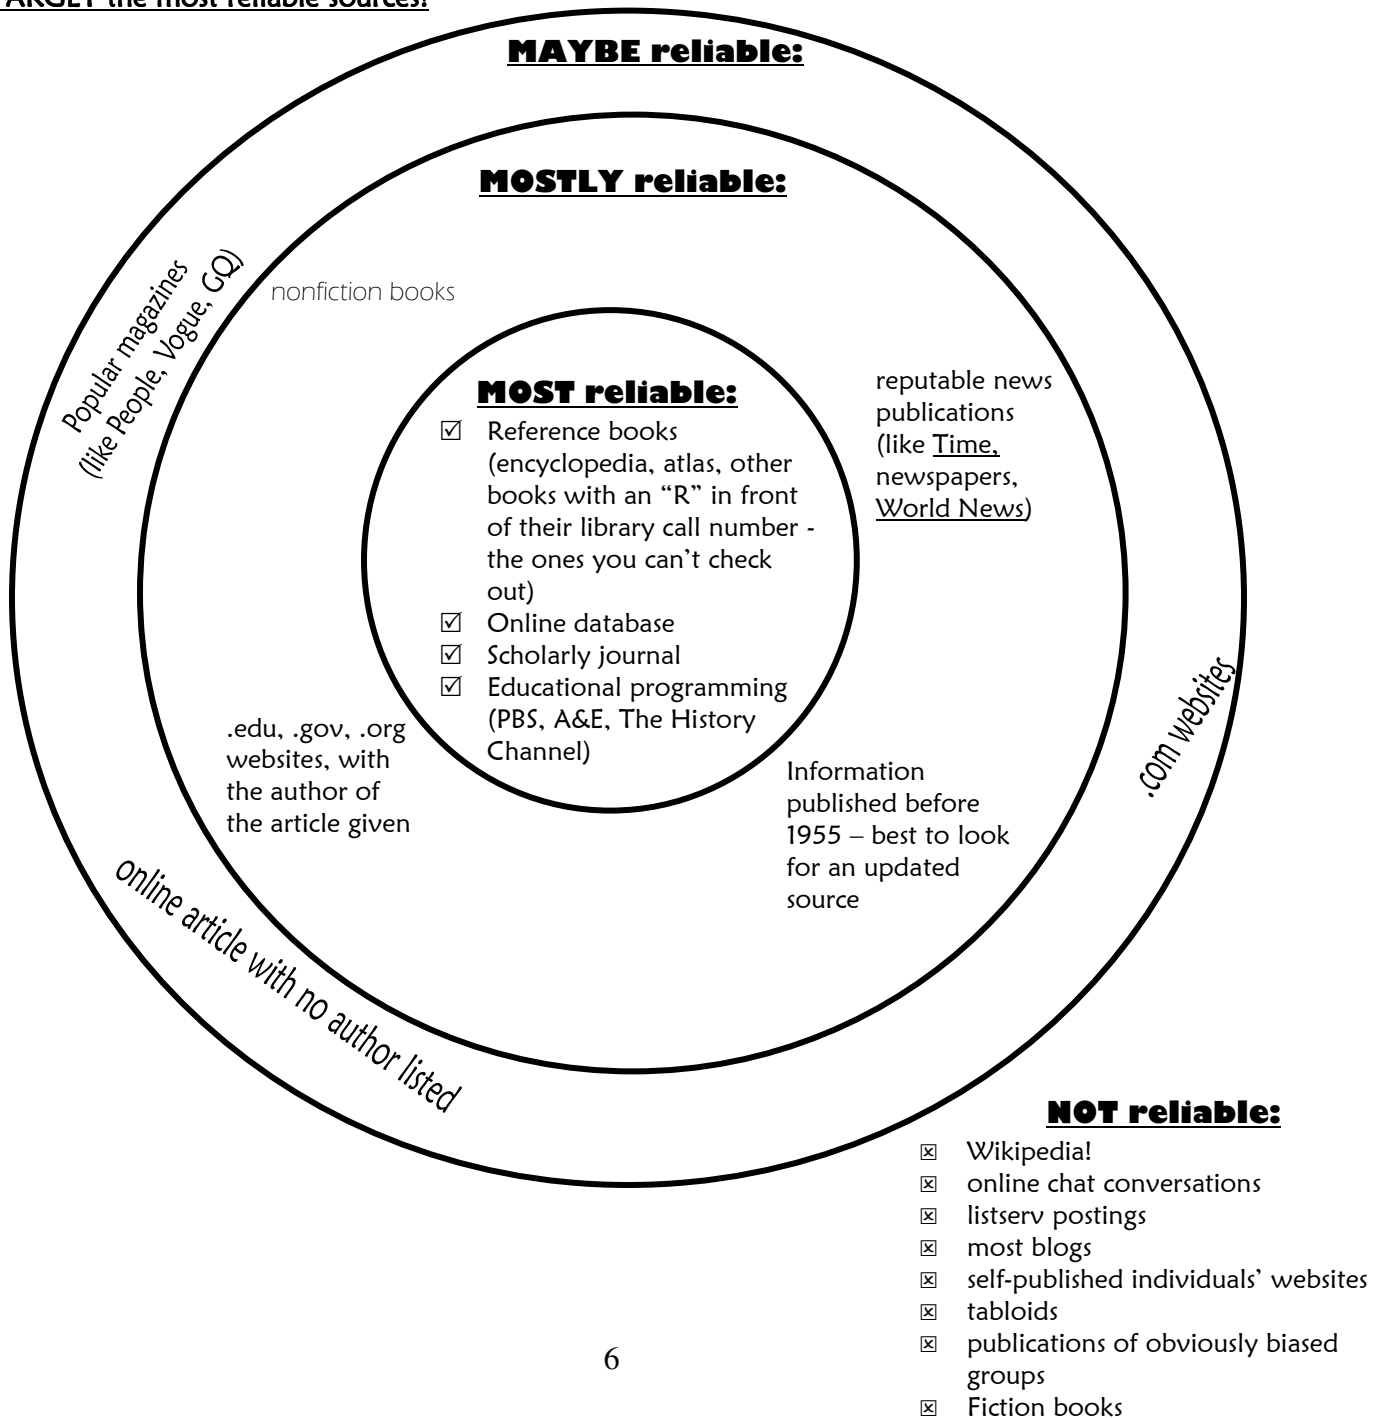 ARGET the most reliable sources!
MAYBE reliable:
Popular magazines
(like People, Vogue, GQ)
.com websites
online article with no author listed
MOSTLY reliable:
nonfiction books
reputable news
publications
(like Time,
newspapers,
World News)
.edu, .gov, .org
websites, with
the author of
the article given
Information
published before
1955 – best to look
for an updated
source
MOST reliable:
☑ Reference books
(encyclopedia, atlas, other
books with an “R” in front
of their library call number -
the ones you can’t check
out)
☑ Online database
☑ Scholarly journal
☑ Educational programming
(PBS, A&E, The History
Channel)
NOT reliable:
☒ Wikipedia!
☒ online chat conversations
☒ listserv postings
☒ most blogs
☒ self-published individuals’ websites
☒ tabloids
☒ publications of obviously biased
groups
☒ Fiction books
6